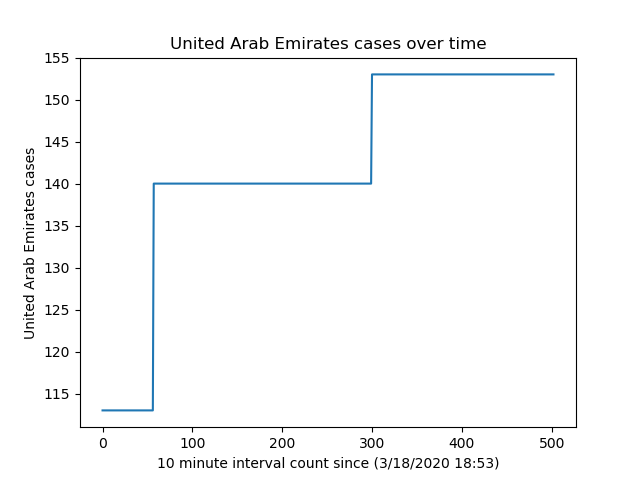 United Arab Emirates cases over time
155
150
145
140
135
130
125
120
115
United Arab Emirates cases
0 100 200 300 400 500
10 minute interval count since (3/18/2020 18:53)